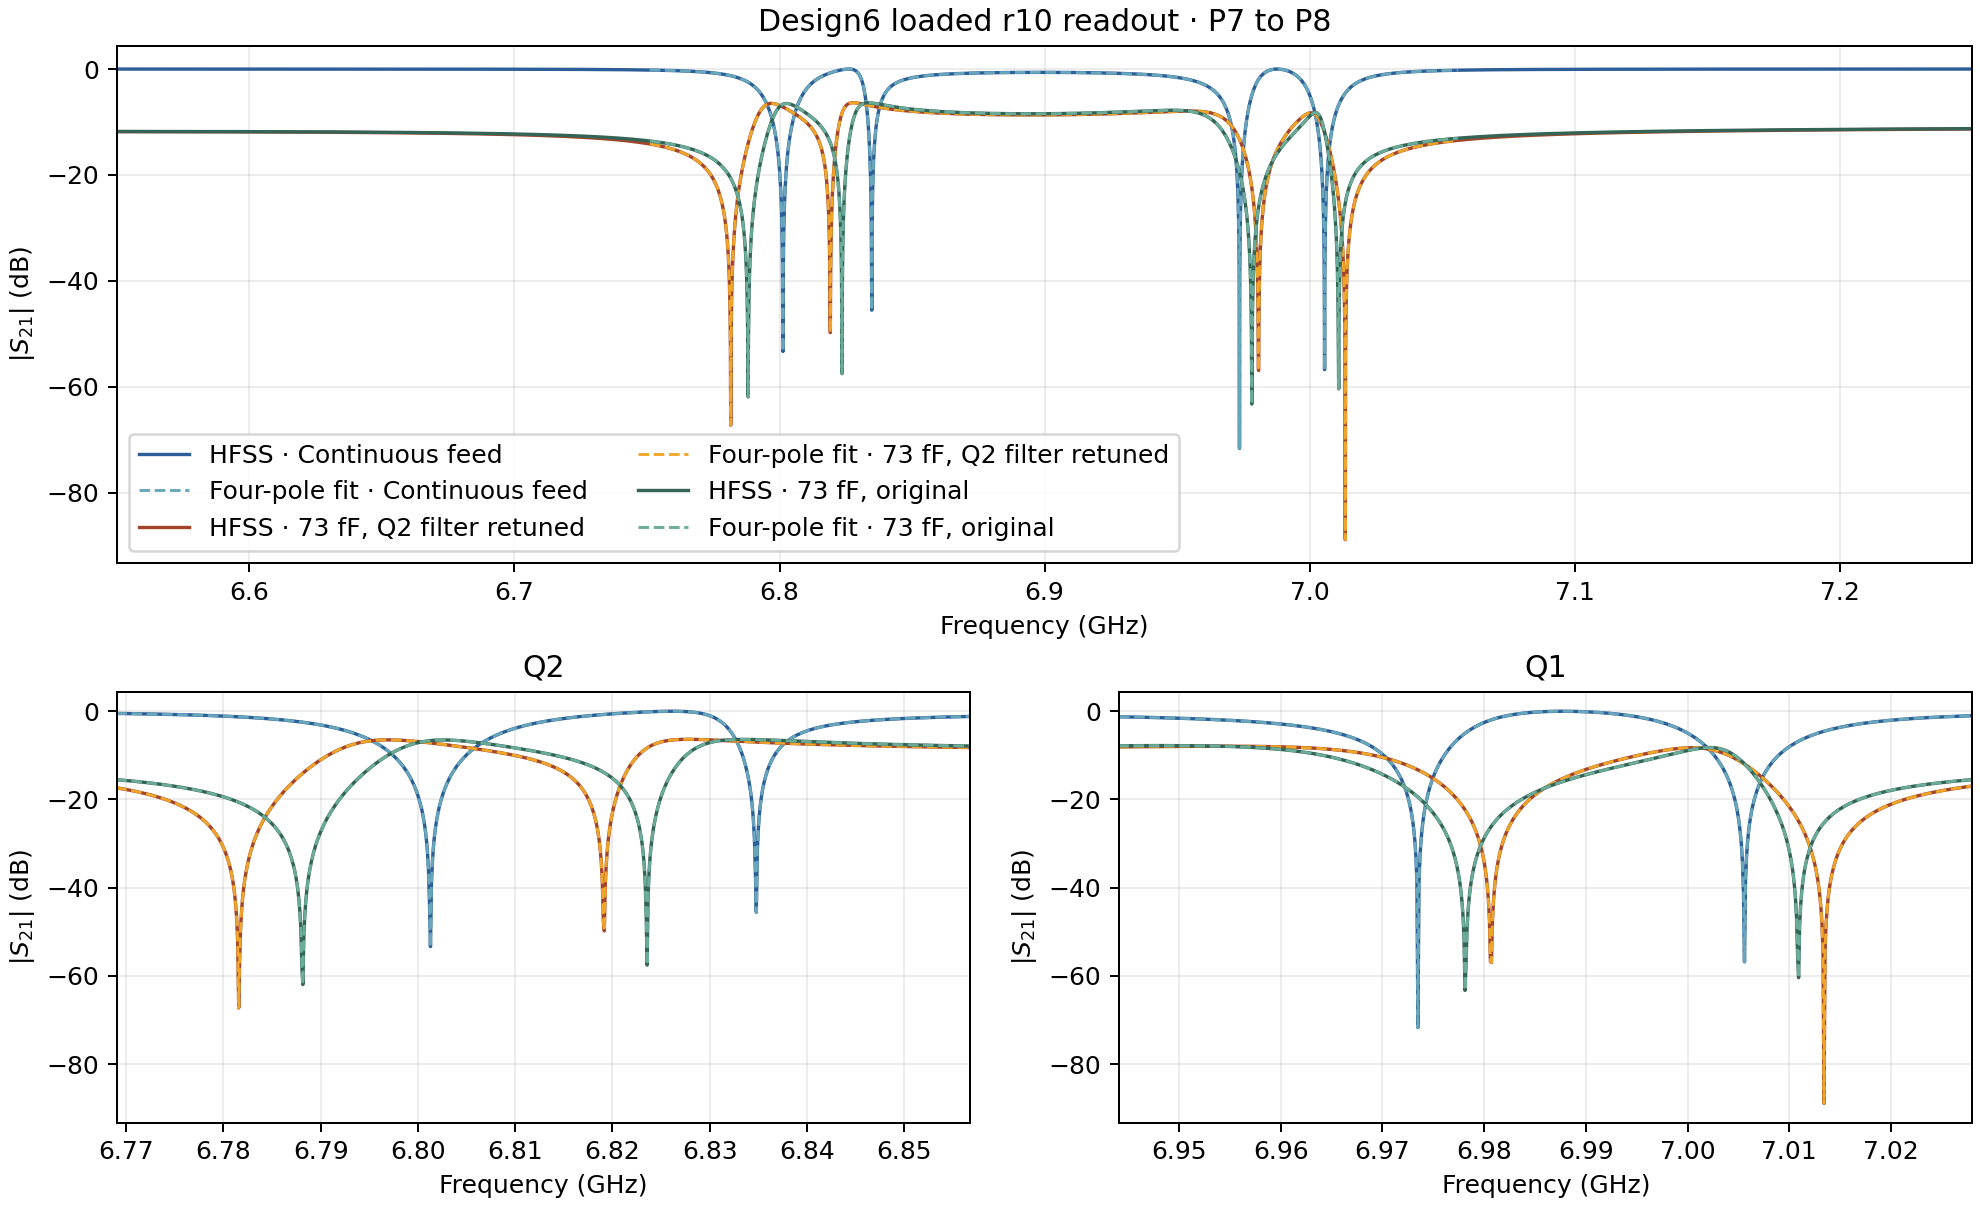 Design6 loaded r10 readout · P7 to P8
|S21| (dB)
0
−20
−40
−60
−80
HFSS · Continuous feed
Four-pole fit · Continuous feed
HFSS · 73 fF, Q2 filter retuned
Four-pole fit · 73 fF, Q2 filter retuned
HFSS · 73 fF, original
Four-pole fit · 73 fF, original
6.6 6.7 6.8 6.9 7.0 7.1 7.2
Frequency (GHz)
Q2
|S21| (dB)
0
−20
−40
−60
−80
6.77 6.78 6.79 6.80 6.81 6.82 6.83 6.84 6.85
Frequency (GHz)
Q1
|S21| (dB)
0
−20
−40
−60
−80
6.95 6.96 6.97 6.98 6.99 7.00 7.01 7.02
Frequency (GHz)